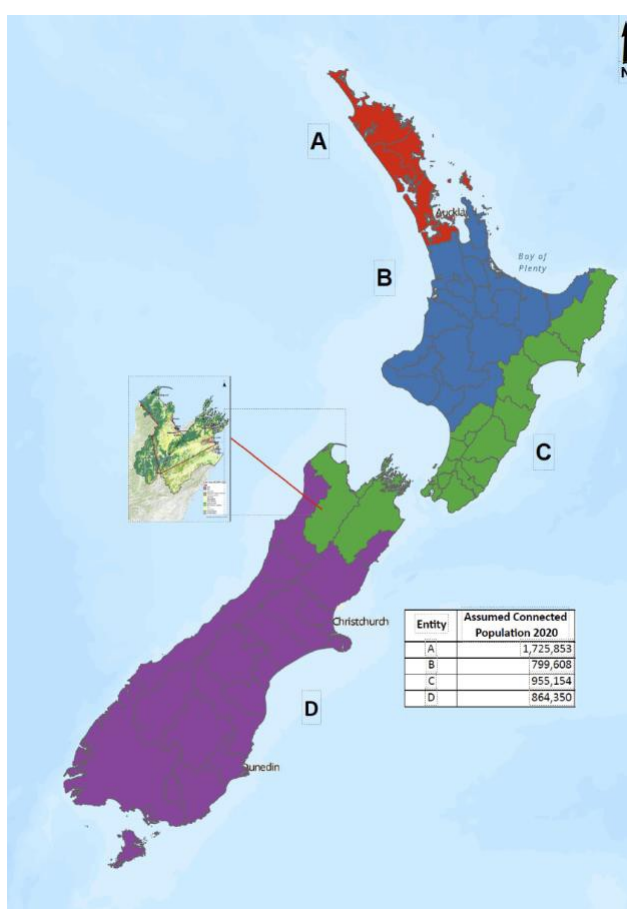 N
A
Auckland
B
Bay of
Plenty
C
Christchurch
D
Dunedin
Entity
Assumed Connected
Population 2020
A 1,725,853
B 799,608
C 955,154
D 864,350